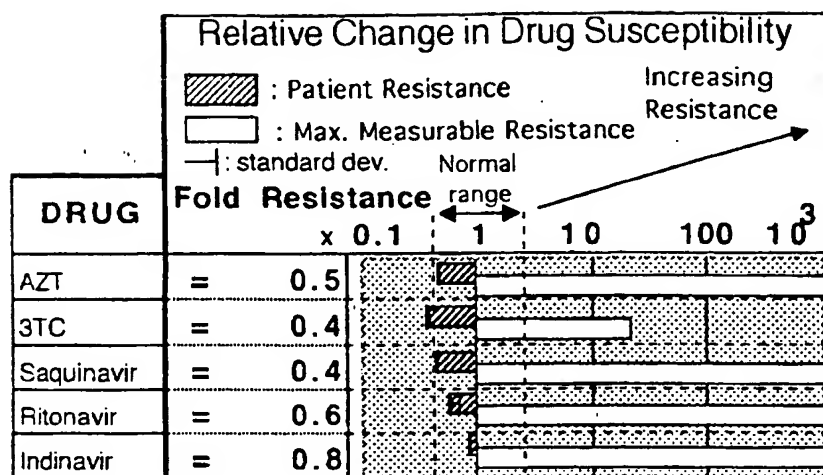 Relative Change in Drug Susceptibility
: Patient Resistance
: Max. Measurable Resistance
: standard dev.
Normal range
Increasing Resistance
DRUG
Fold Resistance
x 0.1 1 10 100 10³
AZT = 0.5
3TC = 0.4
Saquinavir = 0.4
Ritonavir = 0.6
Indinavir = 0.8